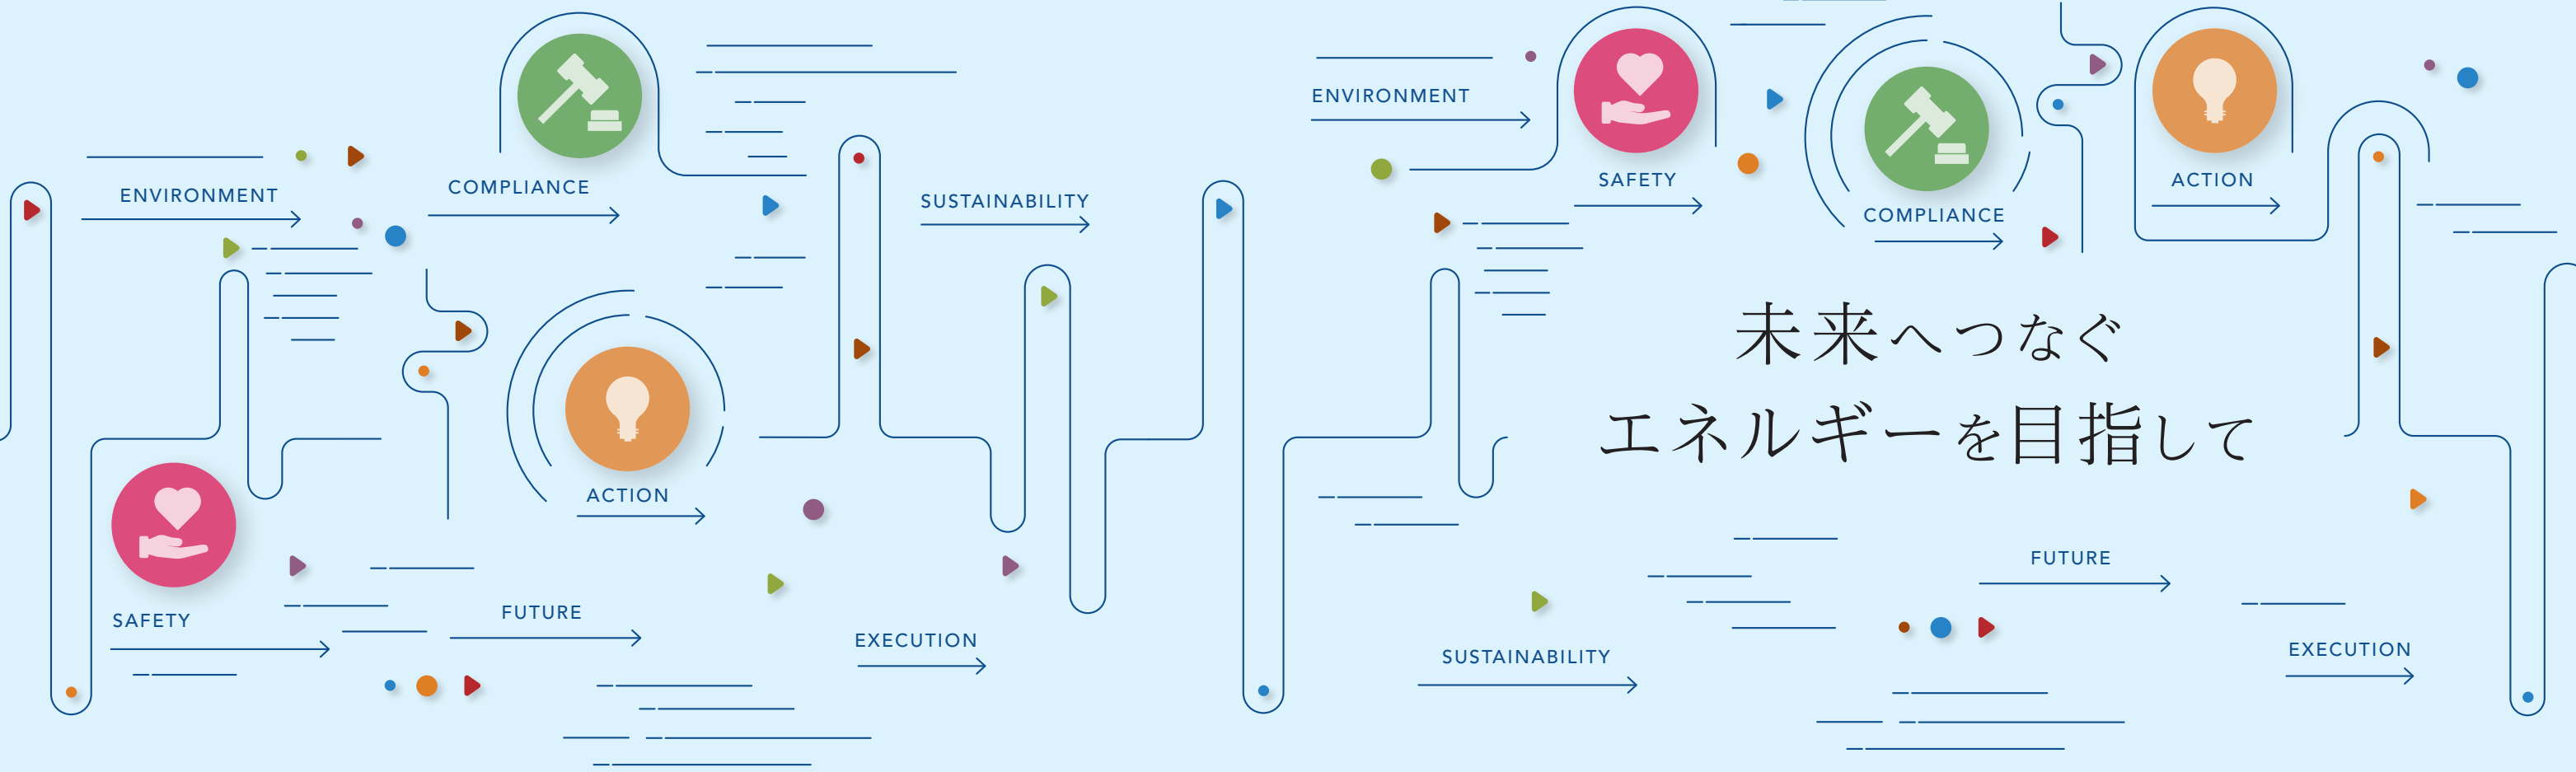 ENVIRONMENT
COMPLIANCE
SUSTAINABILITY
ACTION
SAFETY
FUTURE
EXECUTION
ENVIRONMENT
SAFETY
COMPLIANCE
ACTION
未来へつなぐ
エネルギーを目指して
FUTURE
SUSTAINABILITY
EXECUTION